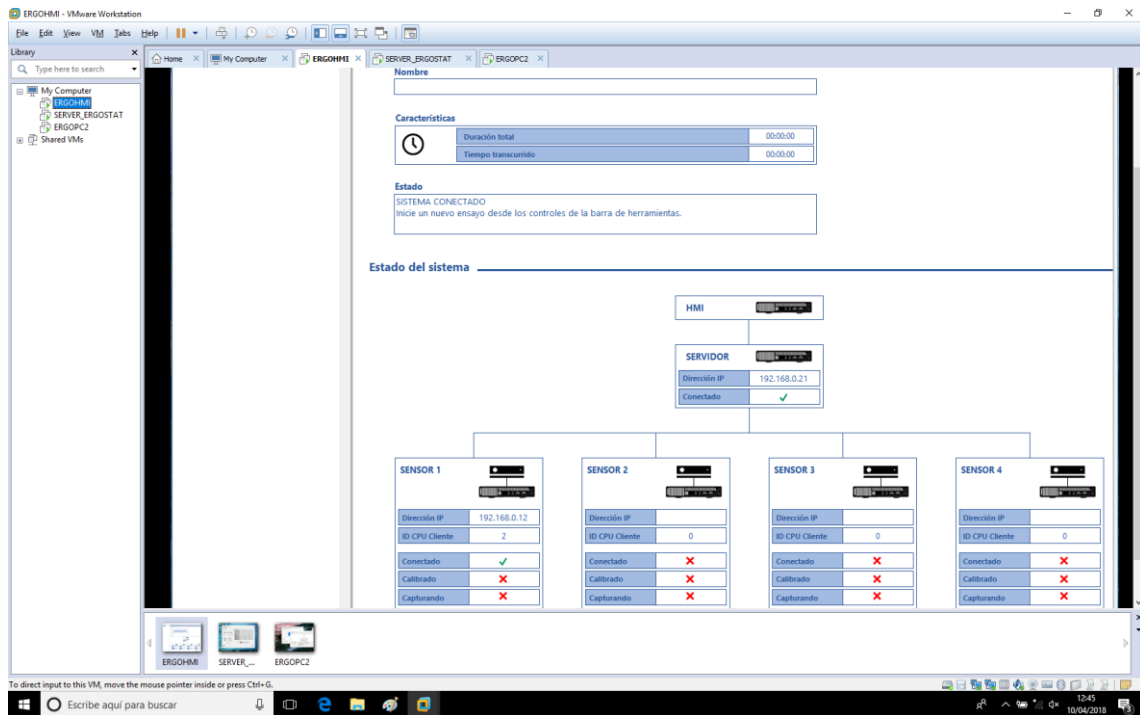 ERGOHMI - VMware Workstation
File Edit View VM Tabs Help
Library
Type here to search
My Computer
ERGOHMI
SERVER_ERGOSTAT
ERGOPC2
Shared VMs
Home My Computer ERGOHMI SERVER_ERGOSTAT ERGOPC2
Nombre
Características
Duración total 00:00:00
Tiempo transcurrido 00:00:00
Estado
SISTEMA CONECTADO
Inicie un nuevo ensayo desde los controles de la barra de herramientas.
Estado del sistema
HMI
SERVIDOR
Dirección IP 192.168.0.21
Conectado
SENSOR 1 SENSOR 2 SENSOR 3 SENSOR 4
Dirección IP 192.168.0.12 Dirección IP Dirección IP Dirección IP
ID CPU Cliente 2 ID CPU Cliente 0 ID CPU Cliente 0 ID CPU Cliente 0
Conectado Conectado Conectado Conectado
Calibrado Calibrado Calibrado Calibrado
Capturando Capturando Capturando Capturando
ERGOHMI SERVER_... ERGOPC2
To direct input to this VM, move the mouse pointer inside or press Ctrl+G.
Escribe aquí para buscar
12:45
10/04/2018